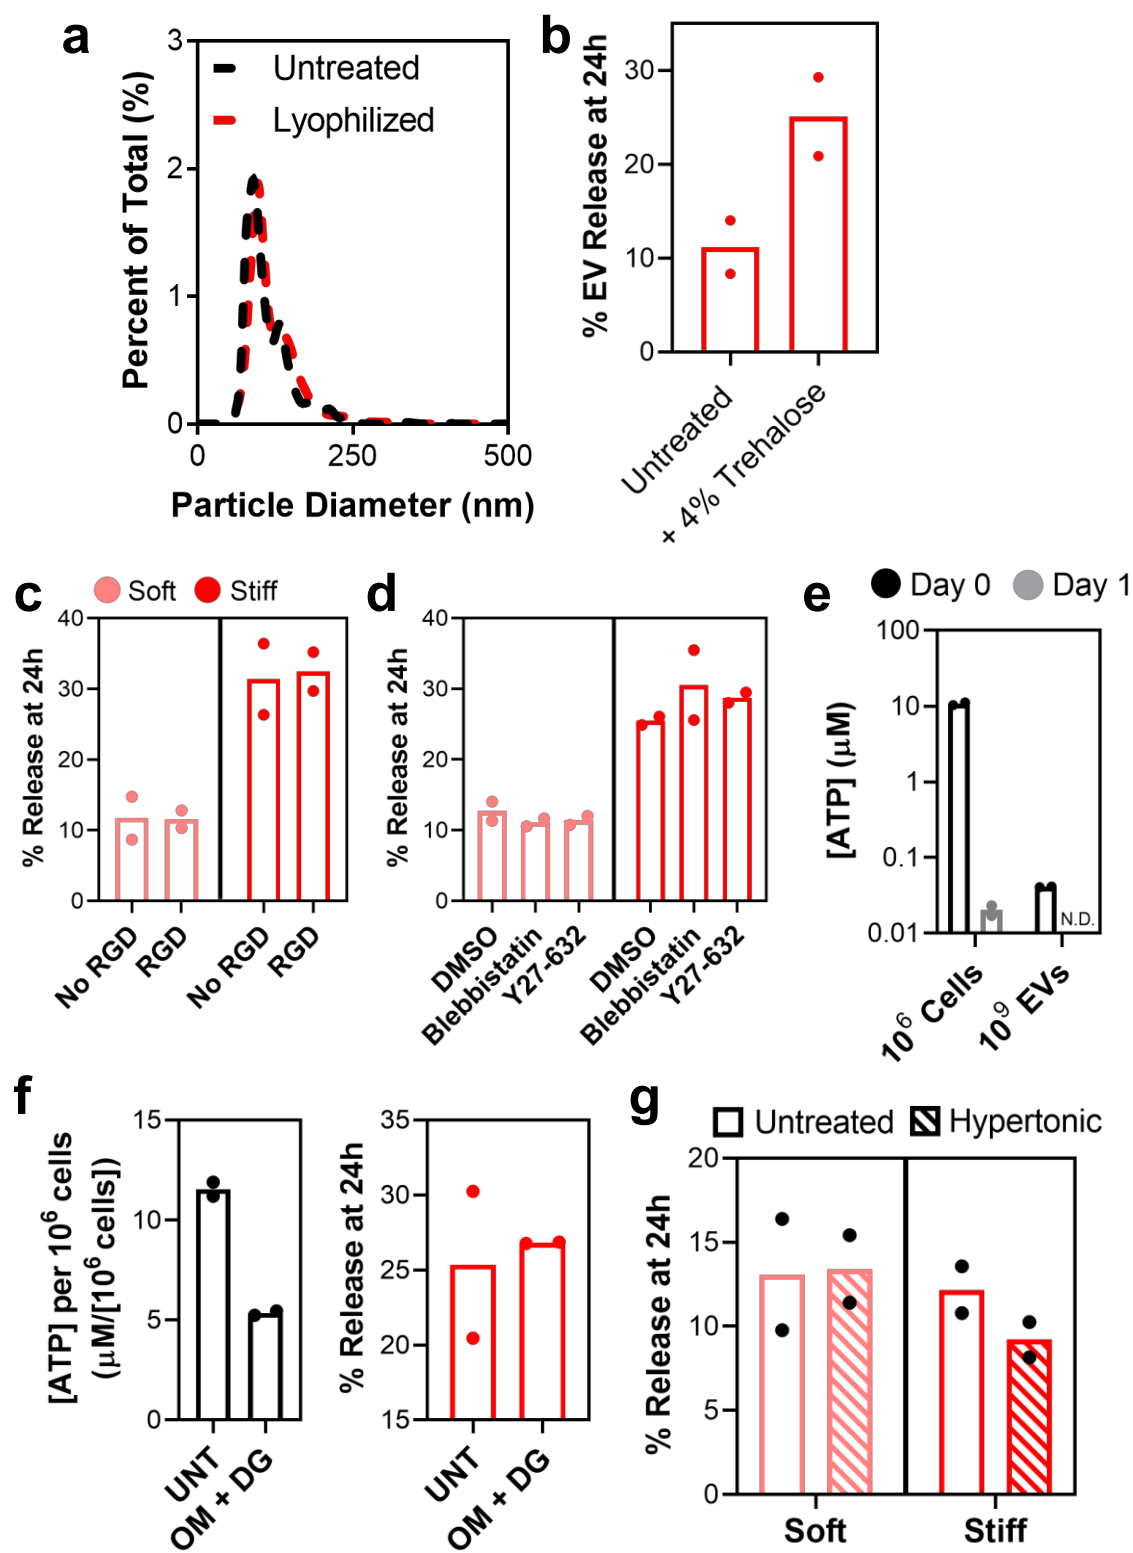 a
Percent of Total (%)
3
2
1
0
Untreated
Lyophilized
0 250 500
Particle Diameter (nm)
b
% EV Release at 24h
30
20
10
0
Untreated
+ 4% Trehalose
c
Soft Stiff
% Release at 24h
40
30
20
10
0
No RGD
RGD
No RGD
RGD
d
% Release at 24h
40
30
20
10
0
DMSO
Blebbistatin
Y27-632
DMSO
Blebbistatin
Y27-632
e
Day 0 Day 1
[ATP] (μM)
100
10
1
0.1
0.01
N.D.
10⁶ Cells
10⁹ EVs
f
[ATP] per 10⁶ cells
(μM/[10⁶ cells])
15
10
5
0
UNT
OM + DG
% Release at 24h
35
30
25
20
15
UNT
OM + DG
g
Untreated Hypertonic
% Release at 24h
20
15
10
5
0
Soft Stiff